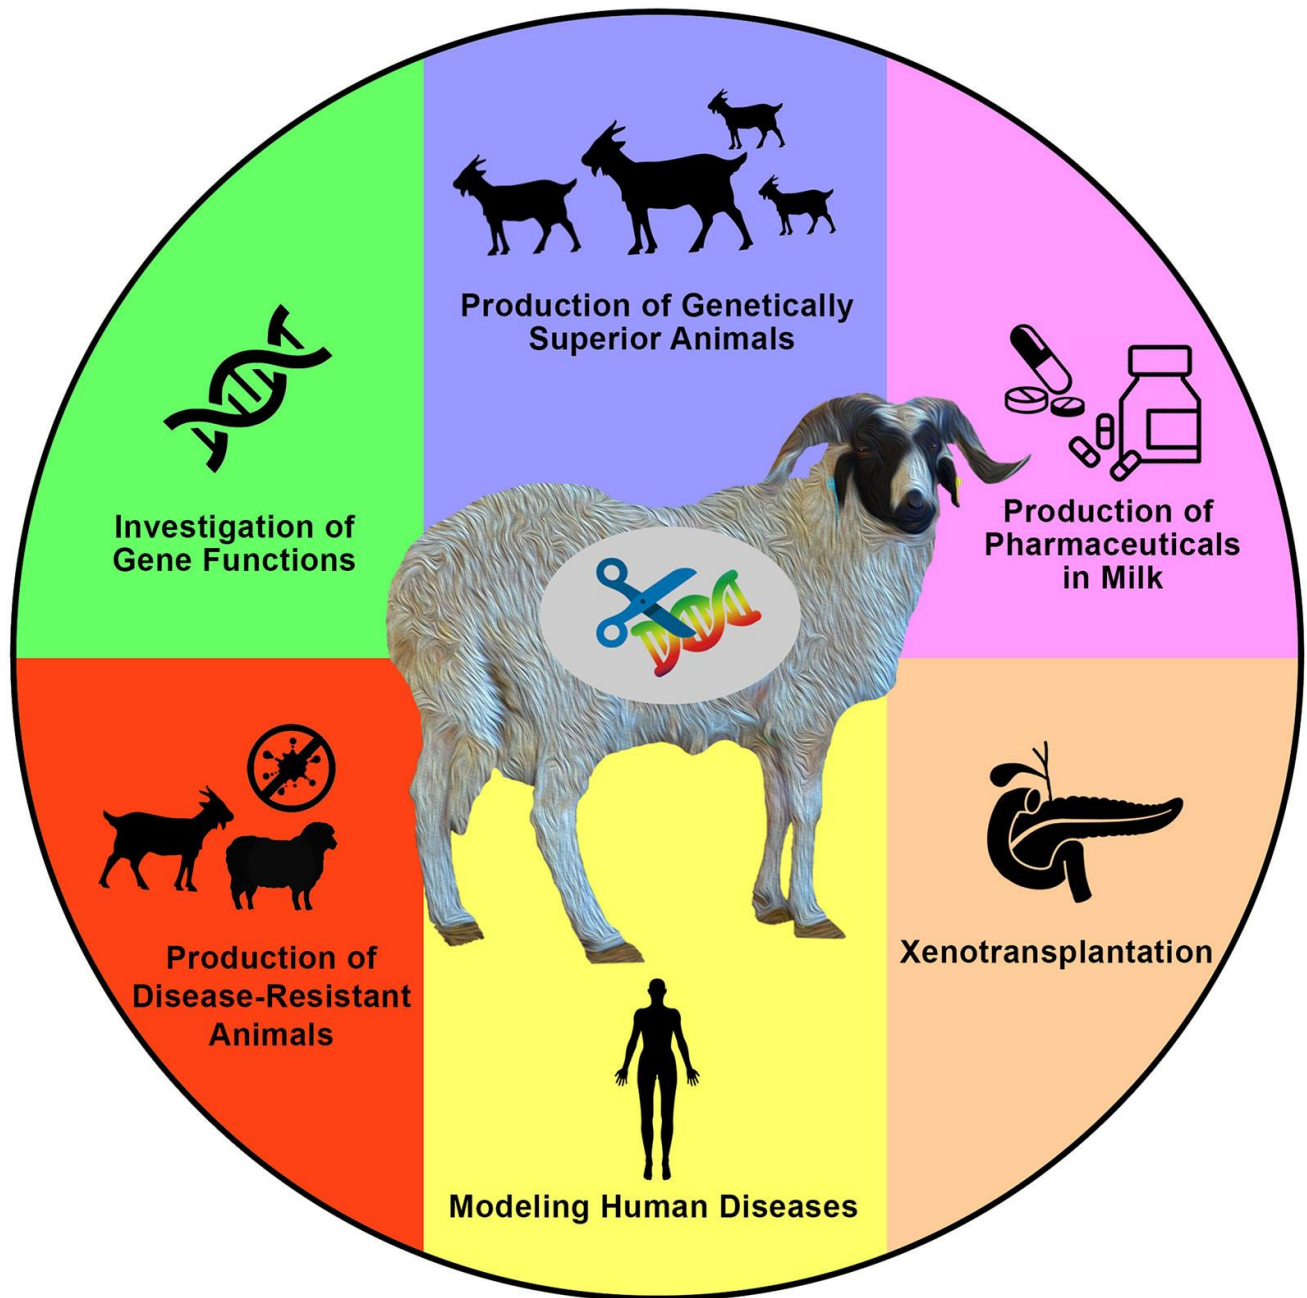 Production of Genetically
Superior Animals
Investigation of
Gene Functions
Production of
Pharmaceuticals
in Milk
Production of
Disease-Resistant
Animals
Xenotransplantation
Modeling Human Diseases